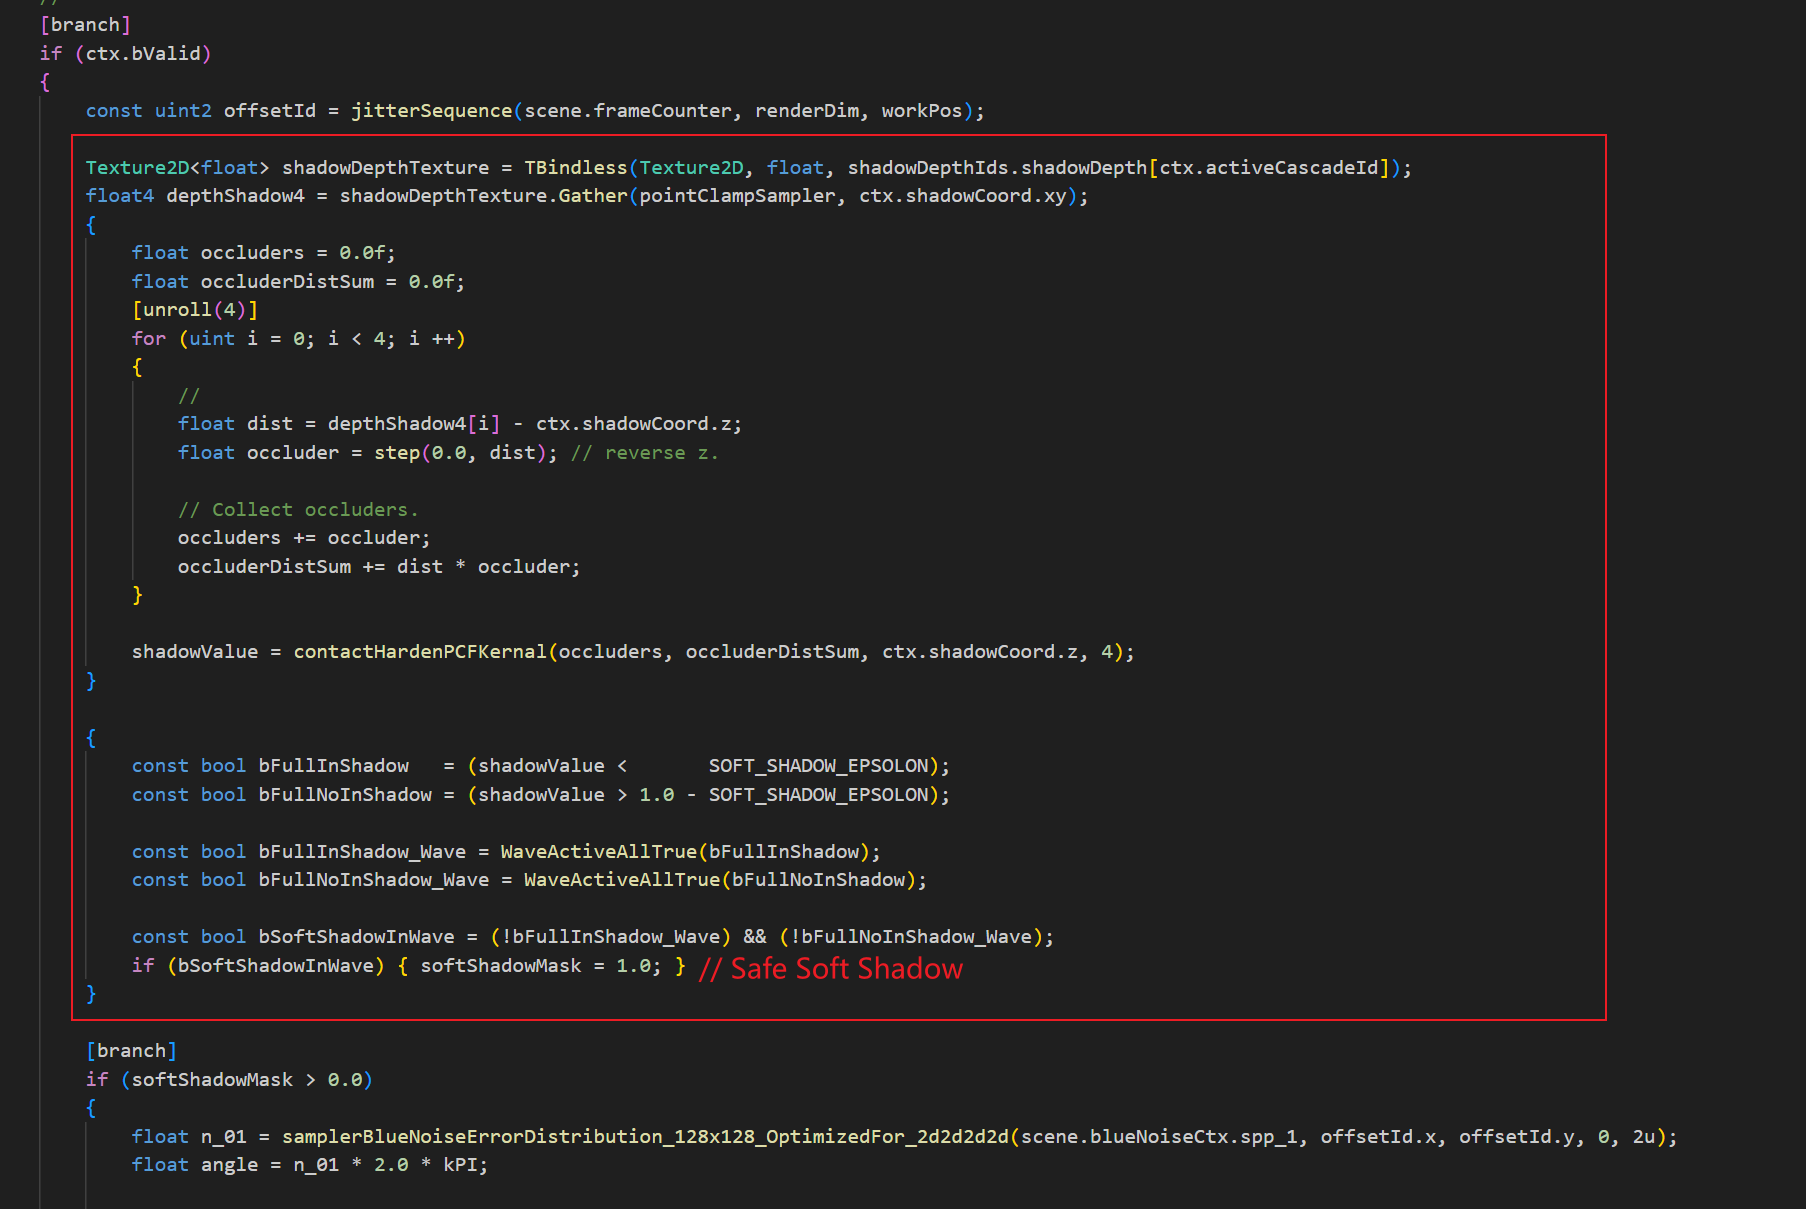 //
[branch]
if (ctx.bValid)
{
    const uint2 offsetId = jitterSequence(scene.frameCounter, renderDim, workPos);

    Texture2D<float> shadowDepthTexture = TBindless(Texture2D, float, shadowDepthIds.shadowDepth[ctx.activeCascadeId]);
    float4 depthShadow4 = shadowDepthTexture.Gather(pointClampSampler, ctx.shadowCoord.xy);
    {
        float occluders = 0.0f;
        float occluderDistSum = 0.0f;
        [unroll(4)]
        for (uint i = 0; i < 4; i ++)
        {
            //
            float dist = depthShadow4[i] - ctx.shadowCoord.z;
            float occluder = step(0.0, dist); // reverse z.

            // Collect occluders.
            occluders += occluder;
            occluderDistSum += dist * occluder;
        }

        shadowValue = contactHardenPCFKernal(occluders, occluderDistSum, ctx.shadowCoord.z, 4);
    }

    {
        const bool bFullInShadow   = (shadowValue <       SOFT_SHADOW_EPSOLON);
        const bool bFullNoInShadow = (shadowValue > 1.0 - SOFT_SHADOW_EPSOLON);

        const bool bFullInShadow_Wave = WaveActiveAllTrue(bFullInShadow);
        const bool bFullNoInShadow_Wave = WaveActiveAllTrue(bFullNoInShadow);

        const bool bSoftShadowInWave = (!bFullInShadow_Wave) && (!bFullNoInShadow_Wave);
        if (bSoftShadowInWave) { softShadowMask = 1.0; } // Safe Soft Shadow
    }

    [branch]
    if (softShadowMask > 0.0)
    {
        float n_01 = samplerBlueNoiseErrorDistribution_128x128_OptimizedFor_2d2d2d2d(scene.blueNoiseCtx.spp_1, offsetId.x, offsetId.y, 0, 2u);
        float angle = n_01 * 2.0 * kPI;